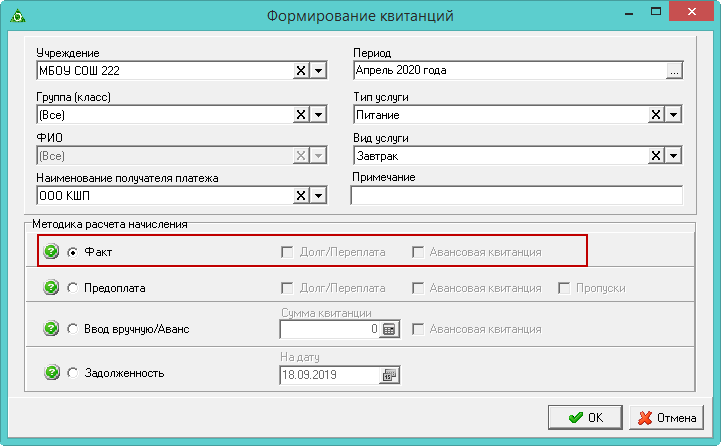 Формирование квитанций
Учреждение
МБОУ СОШ 222
Период
Апрель 2020 года
Группа (класс)
(Все)
Тип услуги
Питание
ФИО
(Все)
Вид услуги
Завтрак
Наименование получателя платежа
ООО КШП
Примечание
Методика расчета начисления
Факт Долг/Переплата Авансовая квитанция
Предоплата Долг/Переплата Авансовая квитанция Пропуски
Сумма квитанции
Ввод вручную/Аванс 0 Авансовая квитанция
На дату
Задолженность 18.09.2019
OK Отмена